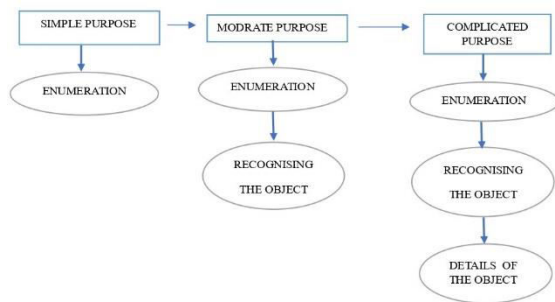 SIMPLE PURPOSE
MODRATE PURPOSE
COMPLICATED
PURPOSE
ENUMERATION
ENUMERATION
ENUMERATION
RECOGNISING
THE OBJECT
RECOGNISING
THE OBJECT
DETAILS OF
THE OBJECT